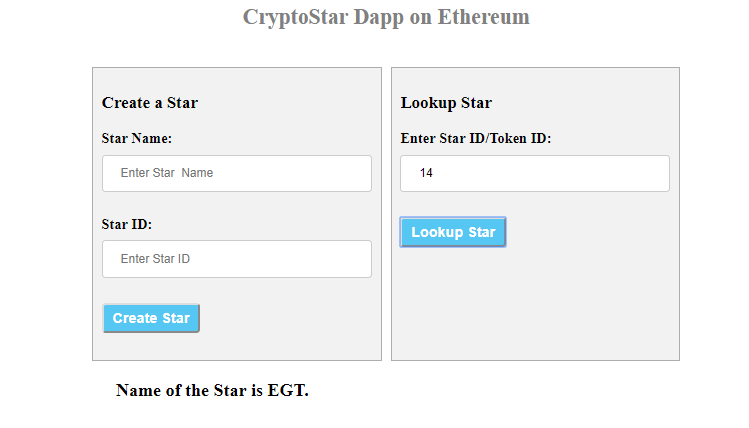 CryptoStar Dapp on Ethereum
Create a Star
Star Name:
Enter Star  Name
Star ID:
Enter Star ID
Create Star
Lookup Star
Enter Star ID/Token ID:
14
Lookup Star
Name of the Star is EGT.